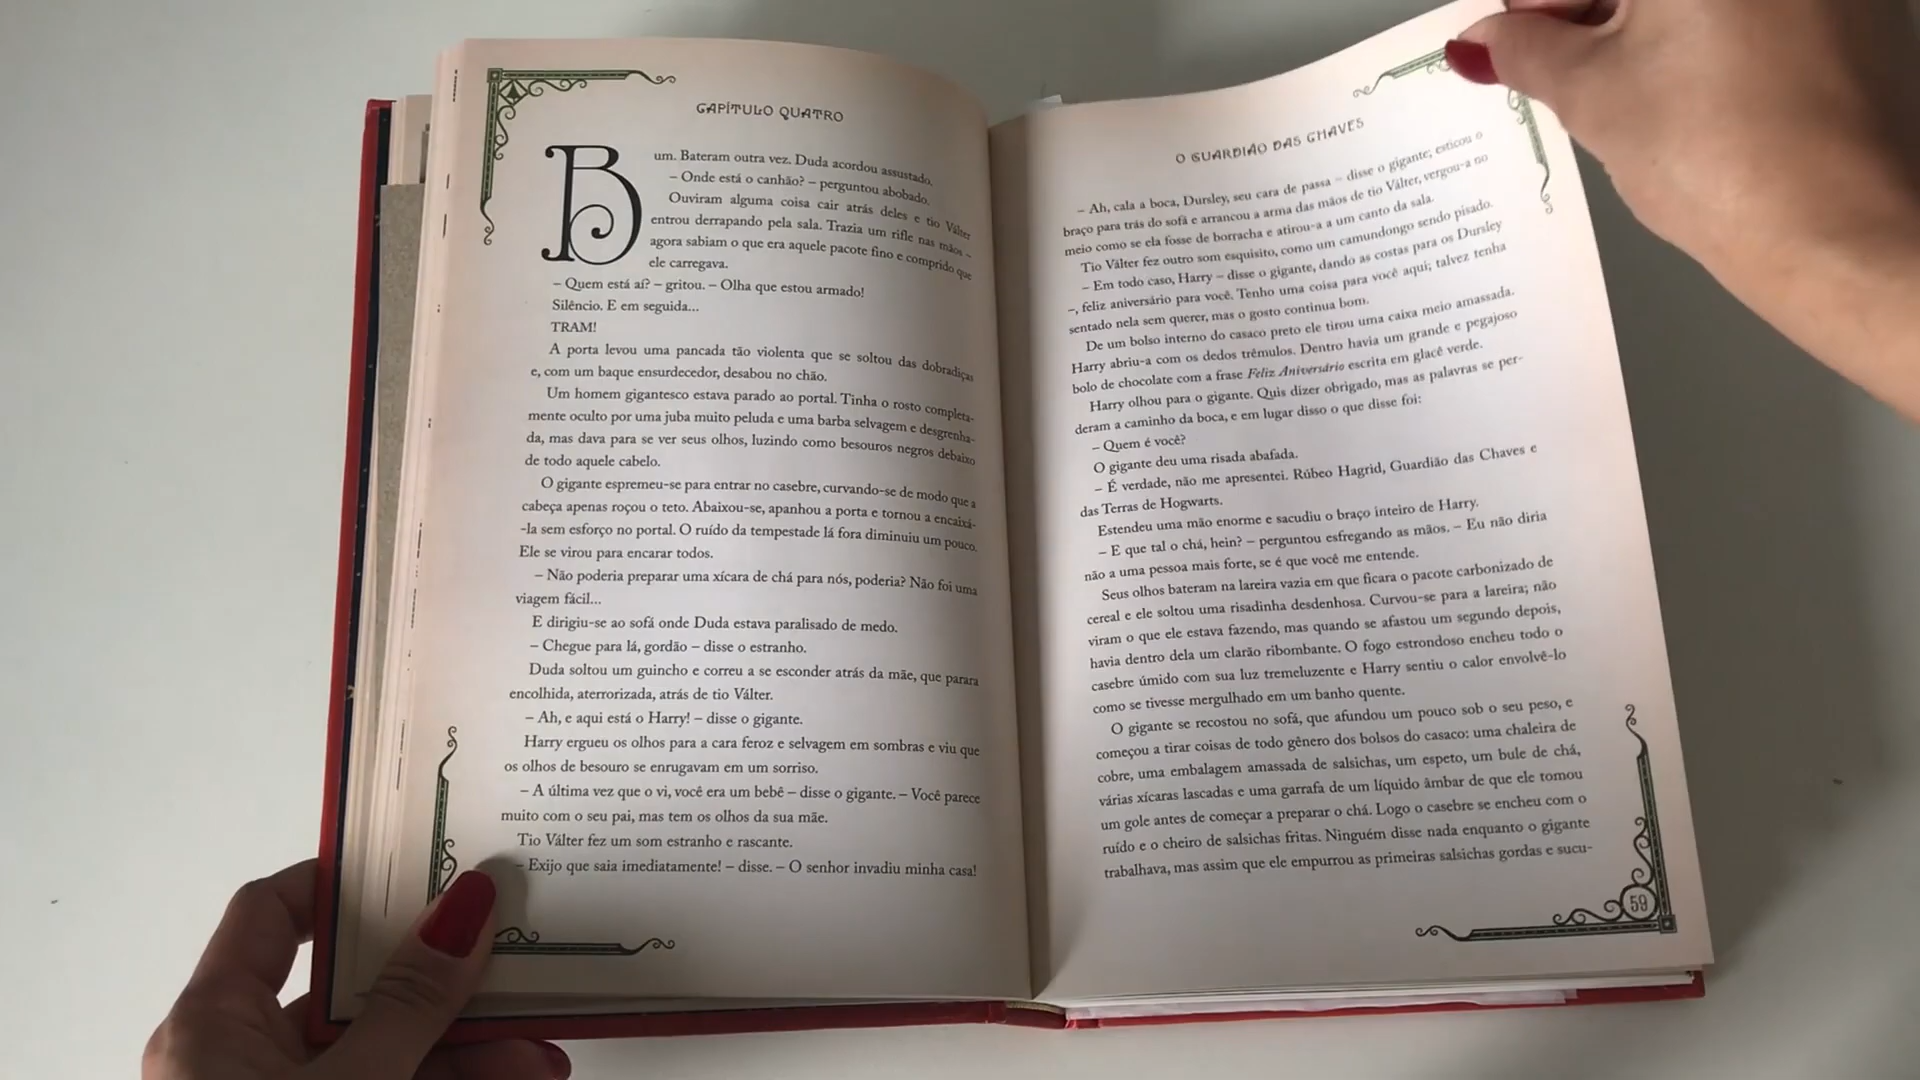 CAPÍTULO QUATRO
Bum. Bateram outra vez. Duda acordou assustado.
– Onde está o canhão? – perguntou abobado.
Ouviram alguma coisa cair atrás deles e tio Válter
entrou derrapando pela sala. Trazia um rifle nas mãos –
agora sabiam o que era aquele pacote fino e comprido que
ele carregava.
– Quem está aí? – gritou. – Olha que estou armado!
Silêncio. E em seguida...
TRAM!
A porta levou uma pancada tão violenta que se soltou das dobradiças
e, com um baque ensurdecedor, desabou no chão.
Um homem gigantesco estava parado ao portal. Tinha o rosto completa-
mente oculto por uma juba muito peluda e uma barba selvagem e desgrenha-
da, mas dava para se ver seus olhos, luzindo como besouros negros debaixo
de todo aquele cabelo.
O gigante espremeu-se para entrar no casebre, curvando-se de modo que a
cabeça apenas roçou o teto. Abaixou-se, apanhou a porta e tornou a encaixá-
-la sem esforço no portal. O ruído da tempestade lá fora diminuiu um pouco.
Ele se virou para encarar todos.
– Não poderia preparar uma xícara de chá para nós, poderia? Não foi uma
viagem fácil...
E dirigiu-se ao sofá onde Duda estava paralisado de medo.
– Chegue para lá, gordão – disse o estranho.
Duda soltou um guincho e correu a se esconder atrás da mãe, que parara
encolhida, aterrorizada, atrás de tio Válter.
– Ah, e aqui está o Harry! – disse o gigante.
Harry ergueu os olhos para a cara feroz e selvagem em sombras e viu que
os olhos de besouro se enrugavam em um sorriso.
– A última vez que o vi, você era um bebê – disse o gigante. – Você parece
muito com o seu pai, mas tem os olhos da sua mãe.
Tio Válter fez um som estranho e rascante.
– Exijo que saia imediatamente! – disse. – O senhor invadiu minha casa!
O GUARDIÃO DAS CHAVES
– Ah, cala a boca, Dursley, seu cara de passa – disse o gigante; esticou o
braço para trás do sofá e arrancou a arma das mãos de tio Válter, vergou-a no
meio como se ela fosse de borracha e atirou-a a um canto da sala.
Tio Válter fez outro som esquisito, como um camundongo sendo pisado.
– Em todo caso, Harry – disse o gigante, dando as costas para os Dursley
–, feliz aniversário para você. Tenho uma coisa para você aqui; talvez tenha
sentado nela sem querer, mas o gosto continua bom.
De um bolso interno do casaco preto ele tirou uma caixa meio amassada.
Harry abriu-a com os dedos trêmulos. Dentro havia um grande e pegajoso
bolo de chocolate com a frase Feliz Aniversário escrita em glacê verde.
Harry olhou para o gigante. Quis dizer obrigado, mas as palavras se per-
deram a caminho da boca, e em lugar disso o que disse foi:
– Quem é você?
O gigante deu uma risada abafada.
– É verdade, não me apresentei. Rúbeo Hagrid, Guardião das Chaves e
das Terras de Hogwarts.
Estendeu uma mão enorme e sacudiu o braço inteiro de Harry.
– E que tal o chá, hein? – perguntou esfregando as mãos. – Eu não diria
não a uma pessoa mais forte, se é que você me entende.
Seus olhos bateram na lareira vazia em que ficara o pacote carbonizado de
cereal e ele soltou uma risadinha desdenhosa. Curvou-se para a lareira; não
viram o que ele estava fazendo, mas quando se afastou um segundo depois,
havia dentro dela um clarão ribombante. O fogo estrondoso encheu todo o
casebre úmido com sua luz tremeluzente e Harry sentiu o calor envolvê-lo
como se tivesse mergulhado em um banho quente.
O gigante se recostou no sofá, que afundou um pouco sob o seu peso, e
começou a tirar coisas de todo gênero dos bolsos do casaco: uma chaleira de
cobre, uma embalagem amassada de salsichas, um espeto, um bule de chá,
várias xícaras lascadas e uma garrafa de um líquido âmbar de que ele tomou
um gole antes de começar a preparar o chá. Logo o casebre se encheu com o
ruído e o cheiro de salsichas fritas. Ninguém disse nada enquanto o gigante
trabalhava, mas assim que ele empurrou as primeiras salsichas gordas e sucu-
59